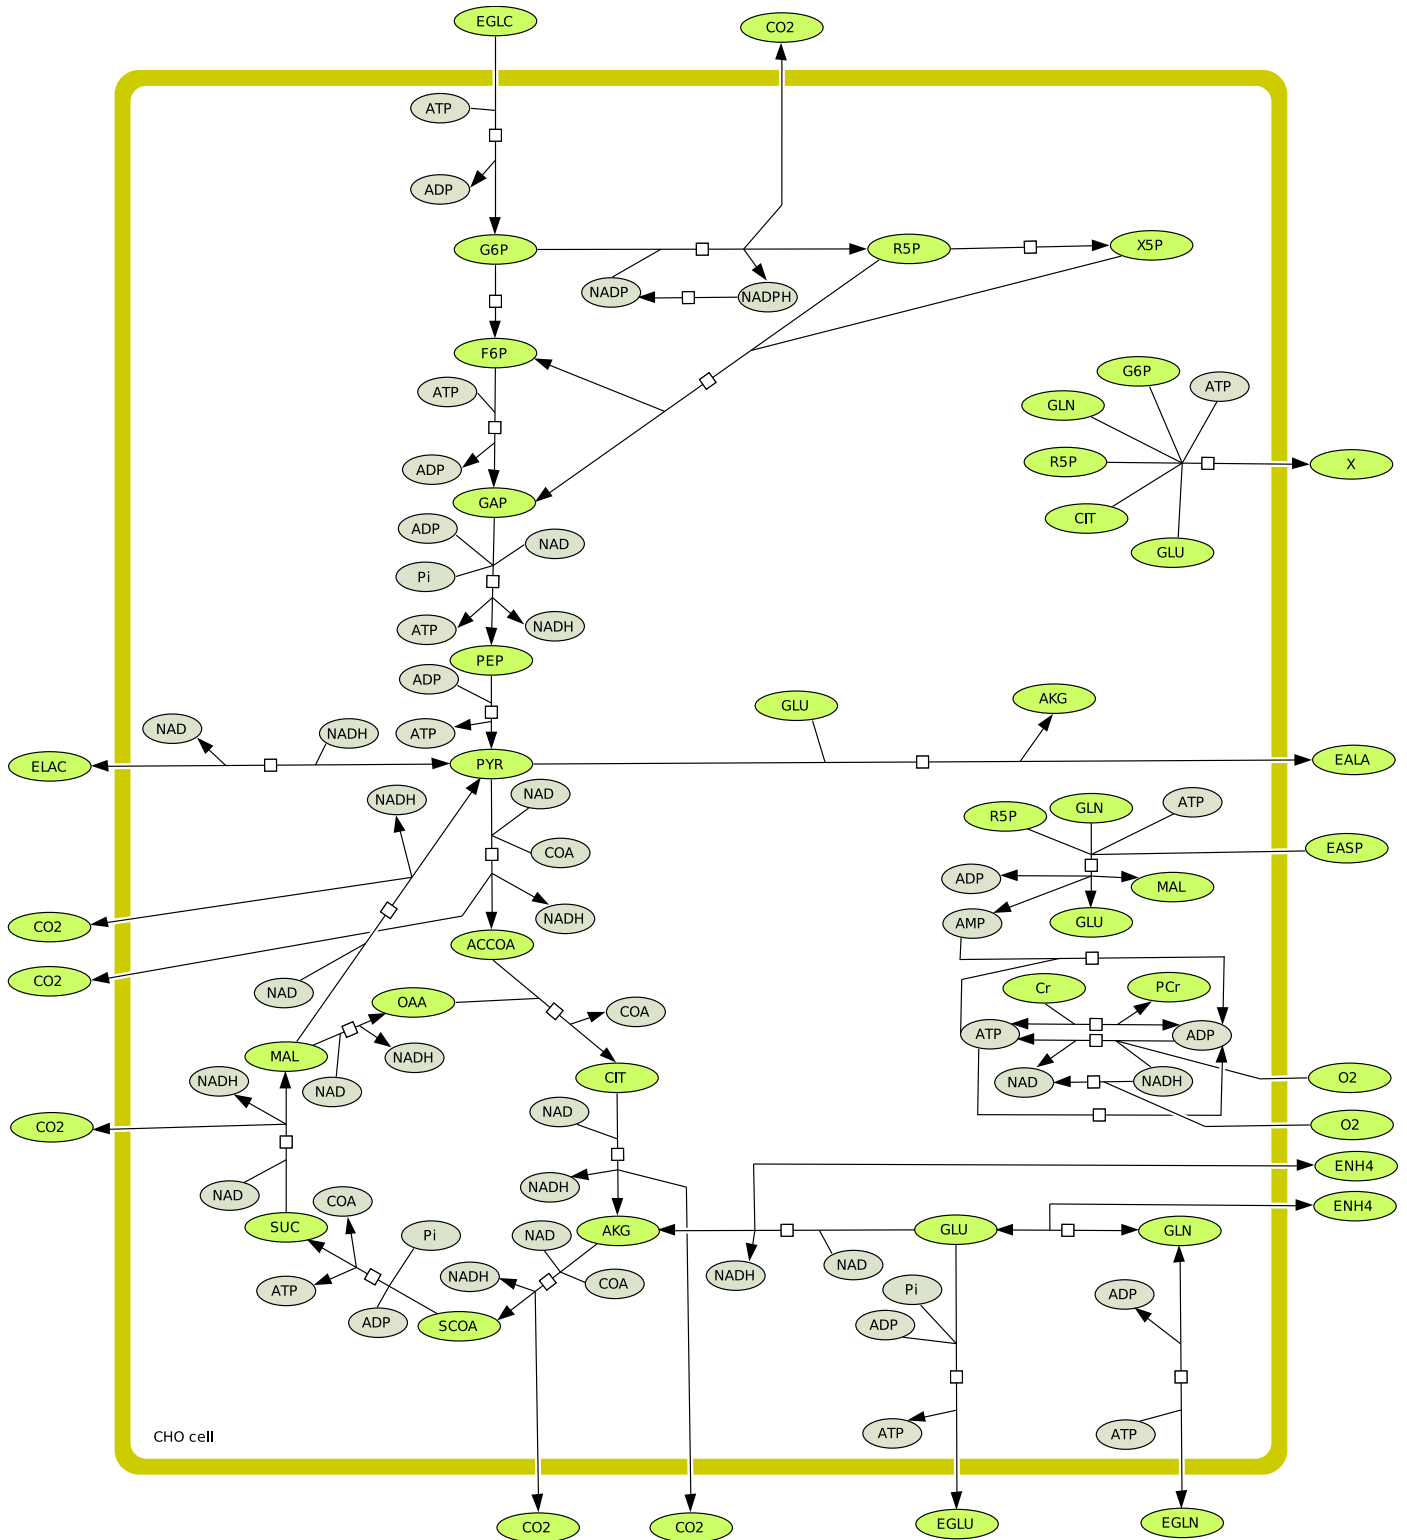 EGLC
CO2
ATP
ADP
G6P
R5P
X5P
NADP
NADPH
F6P
G6P
ATP
ATP
GLN
ADP
R5P
X
GAP
CIT
ADP
NAD
GLU
Pi
ATP
NADH
PEP
ADP
GLU
AKG
NAD
NADH
ATP
ELAC
PYR
EALA
NADH
NAD
R5P
GLN
ATP
COA
EASP
ADP
MAL
CO2
NADH
AMP
GLU
ACCOA
CO2
NAD
OAA
COA
Cr
PCr
ATP
ADP
MAL
NADH
NADH
NAD
CIT
NAD
NADH
O2
CO2
NAD
O2
ENH4
NAD
COA
NADH
ENH4
SUC
Pi
NAD
AKG
GLU
GLN
NADH
COA
NADH
NAD
ATP
Pi
ADP
ADP
SCOA
ADP
CHO cell
ATP
ATP
CO2
CO2
EGLU
EGLN